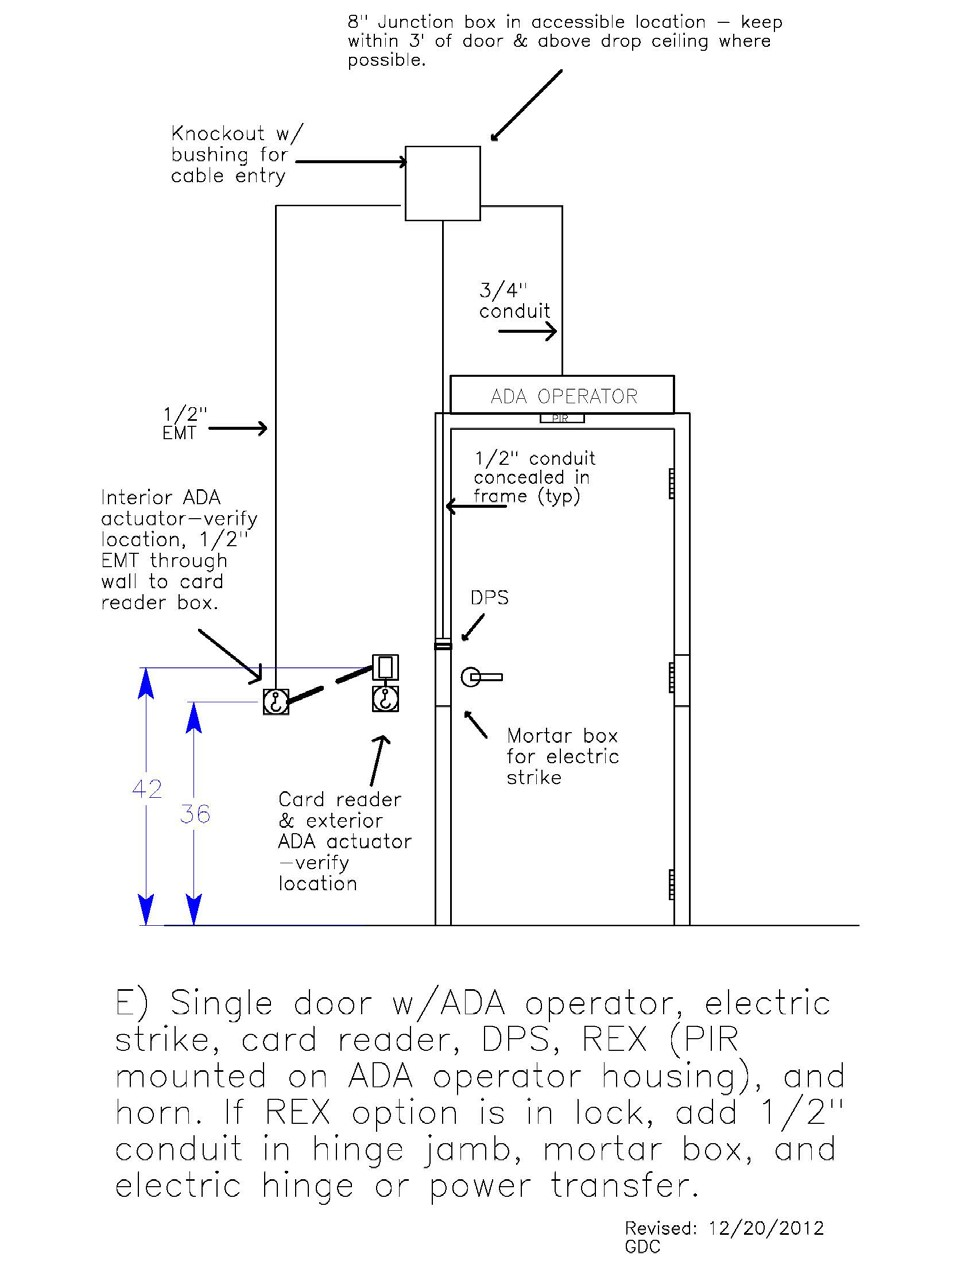 8" Junction box in accessible location – keep
within 3' of door & above drop ceiling where
possible.
Knockout w/
bushing for
cable entry
3/4"
conduit
ADA OPERATOR
PIR
1/2"
EMT
1/2" conduit
concealed in
frame (typ)
Interior ADA
actuator–verify
location, 1/2"
EMT through
wall to card
reader box.
DPS
Mortar box
for electric
strike
42
36
Card reader
& exterior
ADA actuator
–verify
location
E) Single door w/ADA operator, electric
strike, card reader, DPS, REX (PIR
mounted on ADA operator housing), and
horn. If REX option is in lock, add 1/2"
conduit in hinge jamb, mortar box, and
electric hinge or power transfer.
Revised: 12/20/2012
GDC